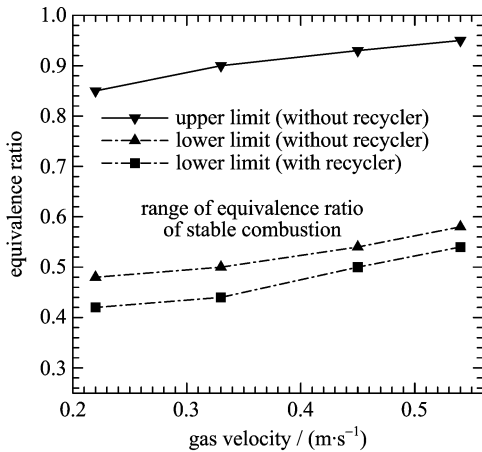 1.0
0.9
upper limit (without recycler)
0.8
lower limit (without recycler)
lower limit (with recycler)
0.7
equivalence ratio
range of equivalence ratio
0.6
of stable combustion
0.5
0.4
0.3
0.2 0.3 0.4 0.5
gas velocity / (m·s⁻¹)